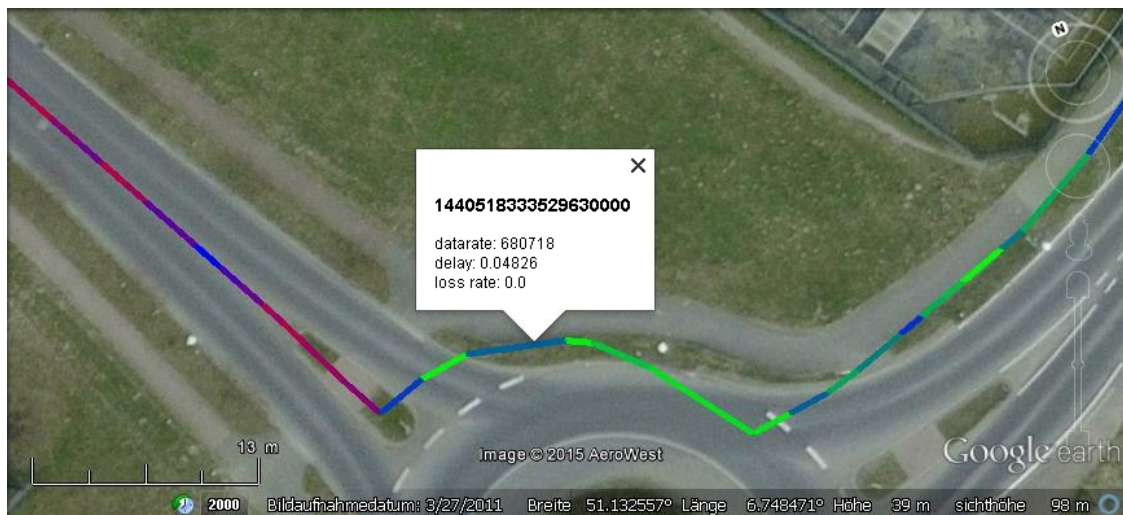 N
1440518333529630000
datarate: 680718
delay: 0.04826
loss rate: 0.0
13 m
Image © 2015 AeroWest
Google earth
2000 Bildaufnahmedatum: 3/27/2011 Breite 51.132557° Länge 6.748471° Höhe 39 m sichthöhe 98 m